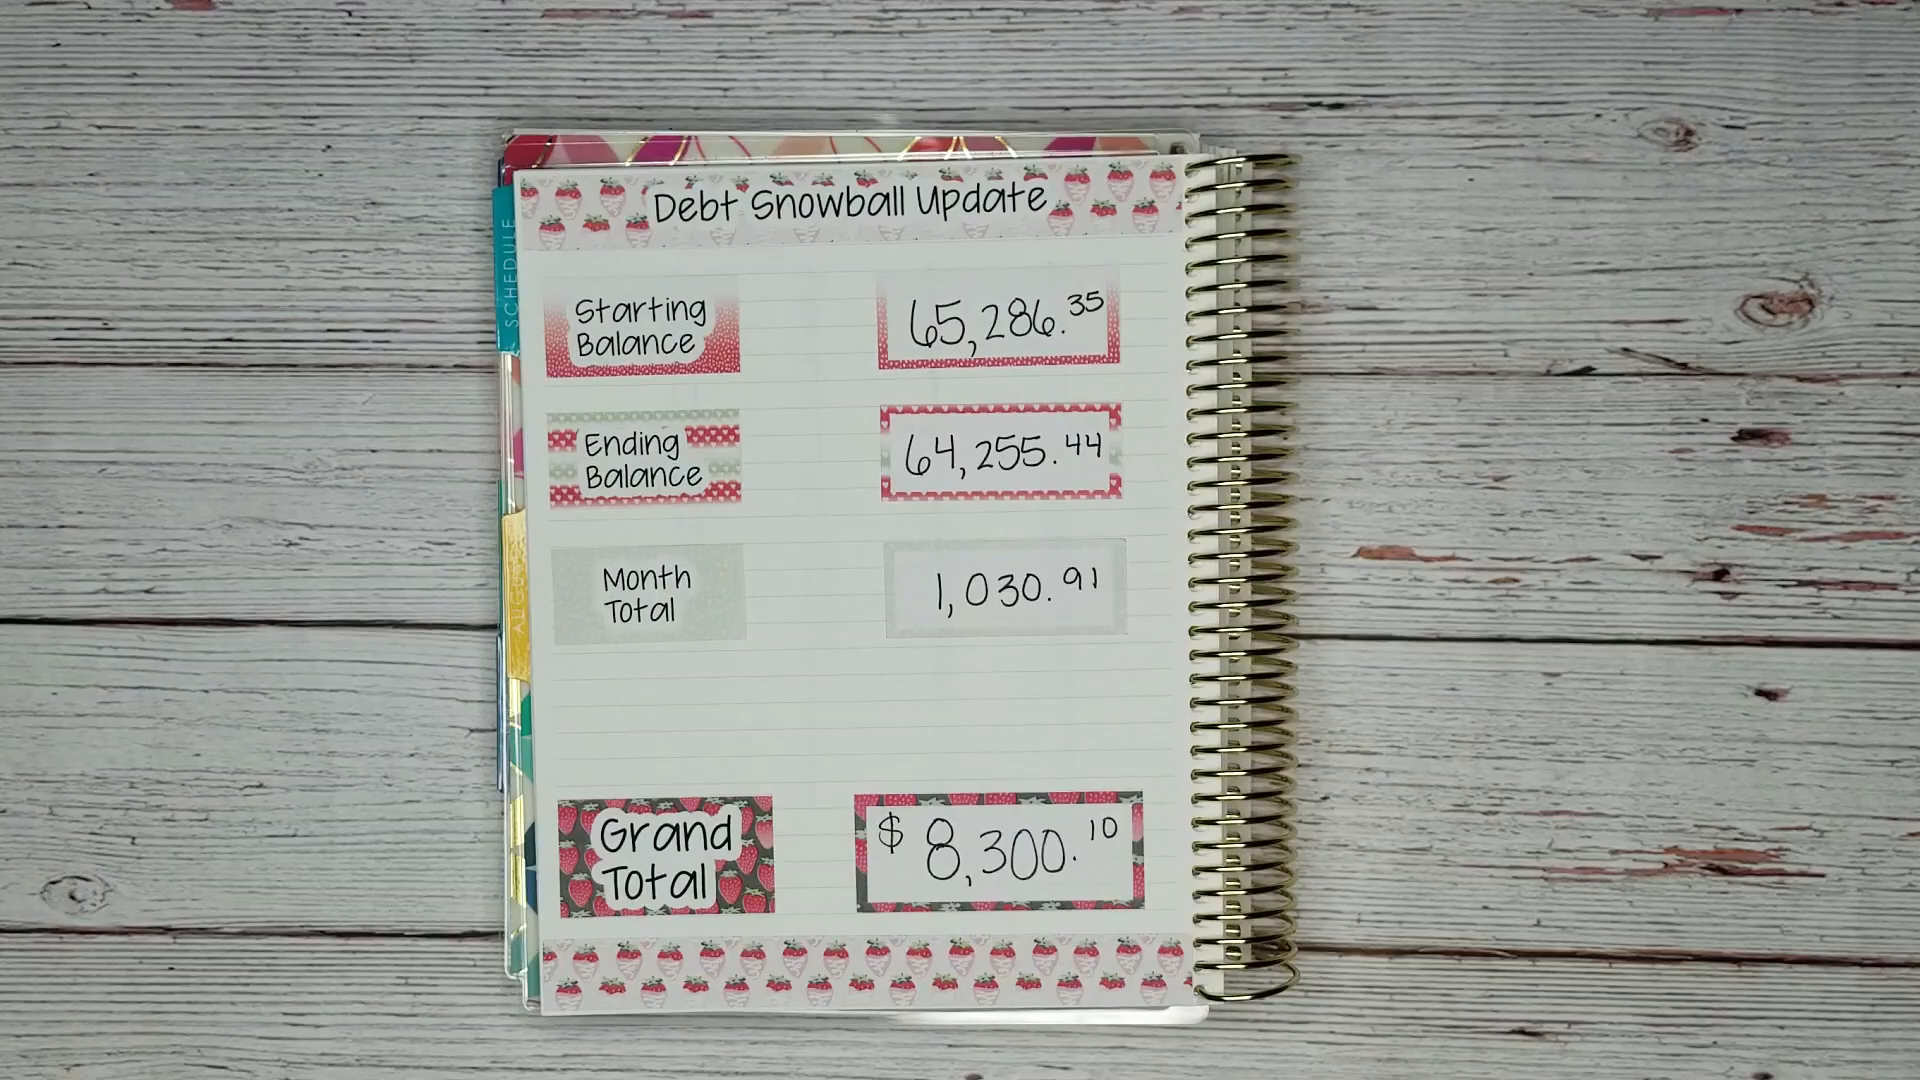 Debt Snowball Update
SCHEDULE
Starting
Balance
65,286.35
Ending
Balance
64,255.44
AUGUST
Month
Total
1,030.91
Grand
Total
$ 8,300.10